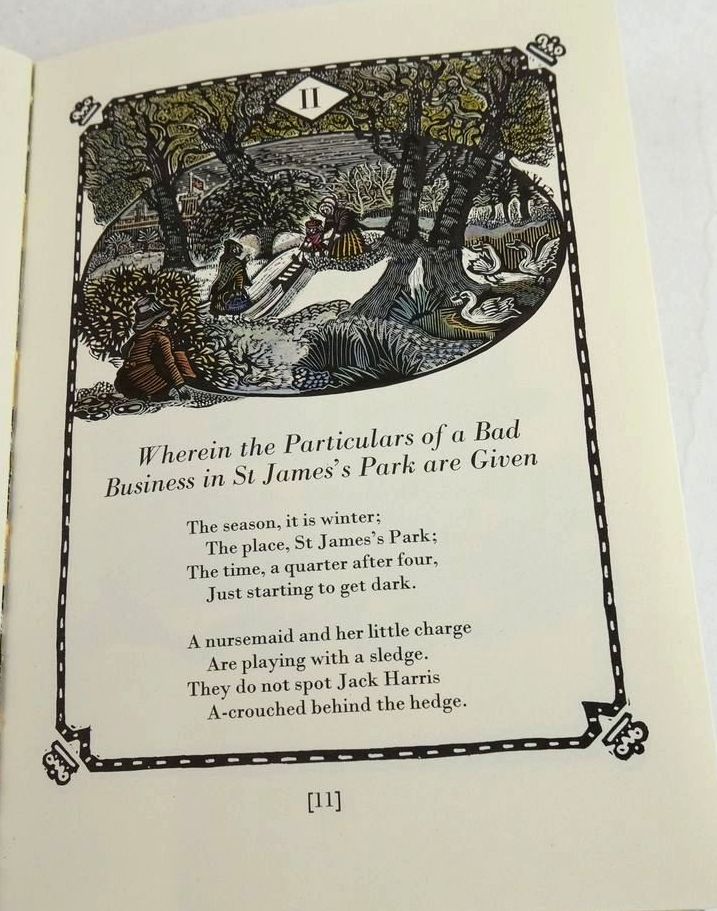 II
Wherein the Particulars of a Bad
Business in St James's Park are Given
The season, it is winter;
The place, St James's Park;
The time, a quarter after four,
Just starting to get dark.
A nursemaid and her little charge
Are playing with a sledge.
They do not spot Jack Harris
A-crouched behind the hedge.
[11]